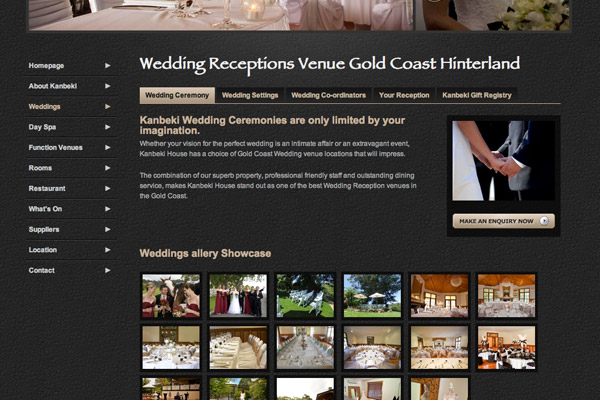 Wedding Receptions Venue Gold Coast Hinterland
Homepage
About Kanbeki
Weddings
Day Spa
Function Venues
Rooms
Restaurant
What's On
Suppliers
Location
Contact
Wedding Ceremony
Wedding Settings
Wedding Co-ordinators
Your Reception
Kanbeki Gift Registry
Kanbeki Wedding Ceremonies are only limited by your
imagination.
Whether your vision for the perfect wedding is an intimate affair or an extravagant event,
Kanbeki House has a choice of Gold Coast Wedding venue locations that will impress.
The combination of our superb property, professional friendly staff and outstanding dining
service, makes Kanbeki House stand out as one of the best Wedding Reception venues in
the Gold Coast.
MAKE AN ENQUIRY NOW
Weddings allery Showcase